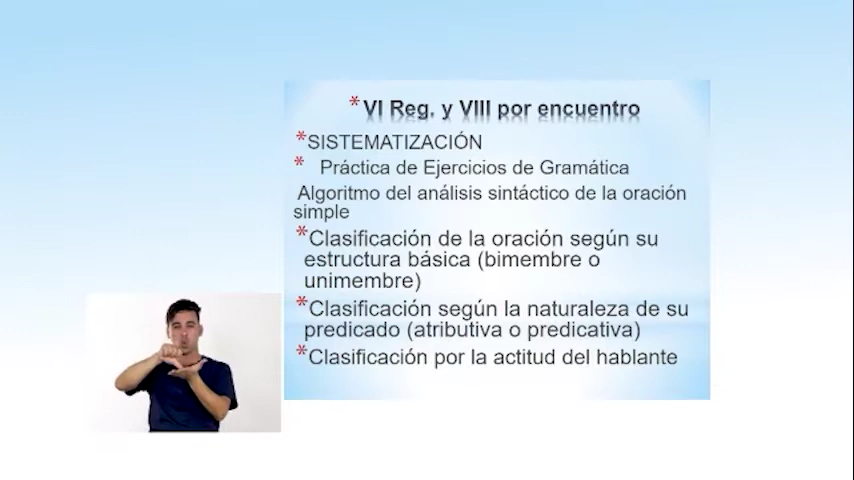 * VI Reg. y VIII por encuentro
* SISTEMATIZACIÓN
* Práctica de Ejercicios de Gramática
Algoritmo del análisis sintáctico de la oración
simple
* Clasificación de la oración según su
estructura básica (bimembre o
unimembre)
* Clasificación según la naturaleza de su
predicado (atributiva o predicativa)
* Clasificación por la actitud del hablante